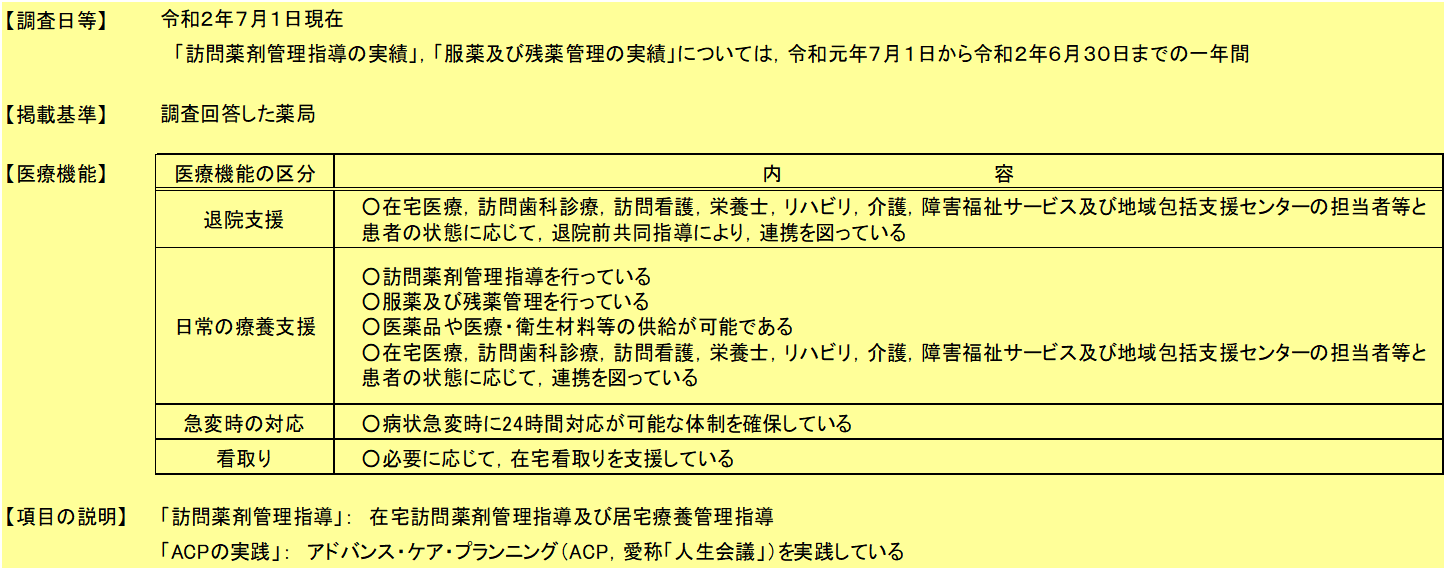 【調査日等】 令和2年7月1日現在
「訪問薬剤管理指導の実績」，「服薬及び残薬管理の実績」については，令和元年7月1日から令和2年6月30日までの一年間
【掲載基準】 調査回答した薬局
【医療機能】 医療機能の区分 内 容
退院支援 〇在宅医療，訪問歯科診療，訪問看護，栄養士，リハビリ，介護，障害福祉サービス及び地域包括支援センターの担当者等と
患者の状態に応じて，退院前共同指導により，連携を図っている
日常の療養支援 〇訪問薬剤管理指導を行っている
〇服薬及び残薬管理を行っている
〇医薬品や医療・衛生材料等の供給が可能である
〇在宅医療，訪問歯科診療，訪問看護，栄養士，リハビリ，介護，障害福祉サービス及び地域包括支援センターの担当者等と
患者の状態に応じて，連携を図っている
急変時の対応 〇病状急変時に24時間対応が可能な体制を確保している
看取り 〇必要に応じて，在宅看取りを支援している
【項目の説明】 「訪問薬剤管理指導」： 在宅訪問薬剤管理指導及び居宅療養管理指導
「ACPの実践」： アドバンス・ケア・プランニング（ACP，愛称「人生会議」）を実践している